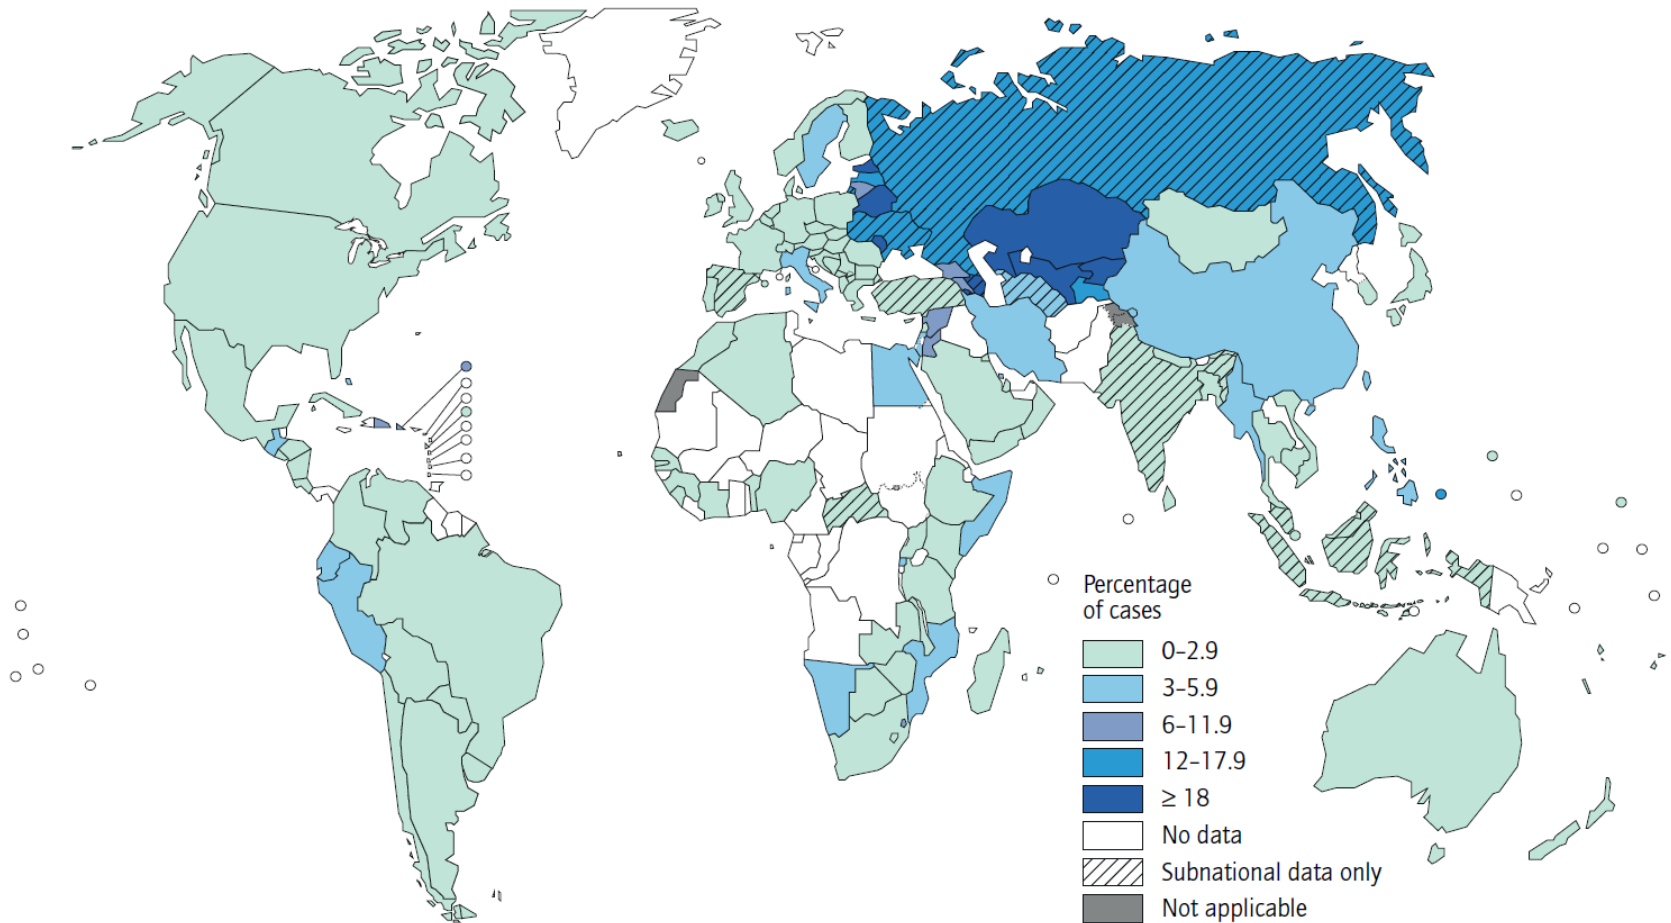 Percentage
of cases
0–2.9
3–5.9
6–11.9
12–17.9
≥ 18
No data
Subnational data only
Not applicable